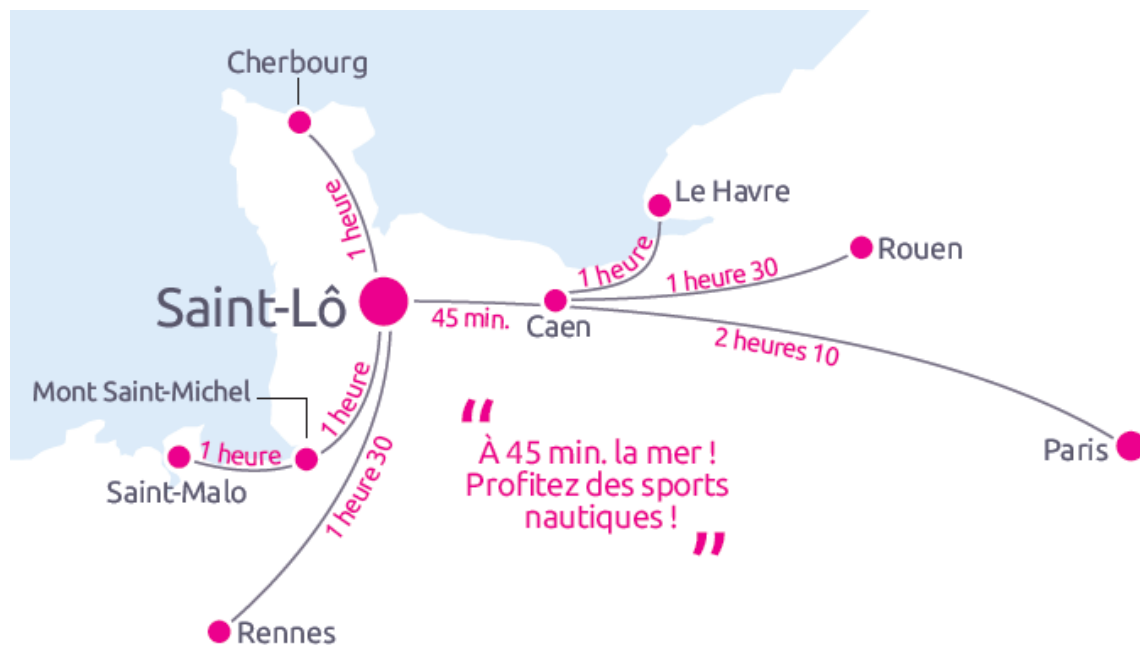 Cherbourg
1 heure
Le Havre
1 heure
Rouen
1 heure 30
Saint-Lô
45 min.
Caen
2 heures 10
Mont Saint-Michel
1 heure
1 heure
Saint-Malo
1 heure 30
Paris
“
À 45 min. la mer !
Profitez des sports
nautiques !
”
Rennes